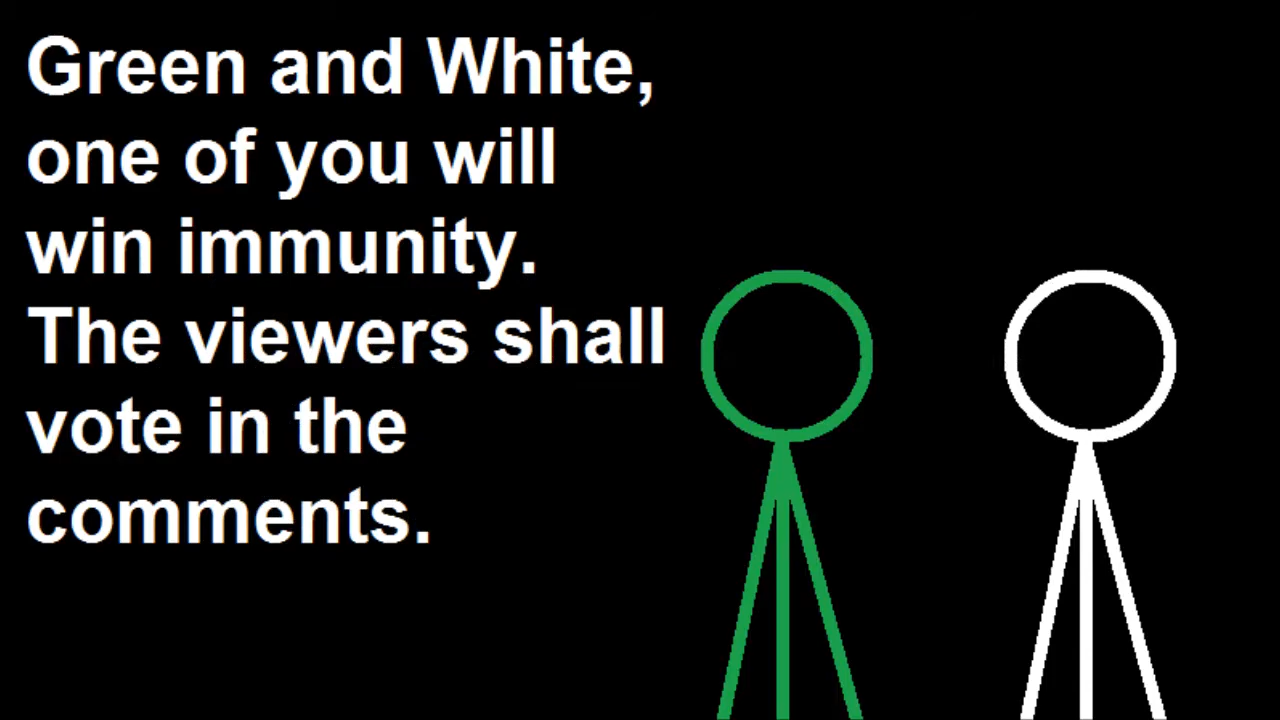 Green and White,
one of you will
win immunity.
The viewers shall
vote in the
comments.